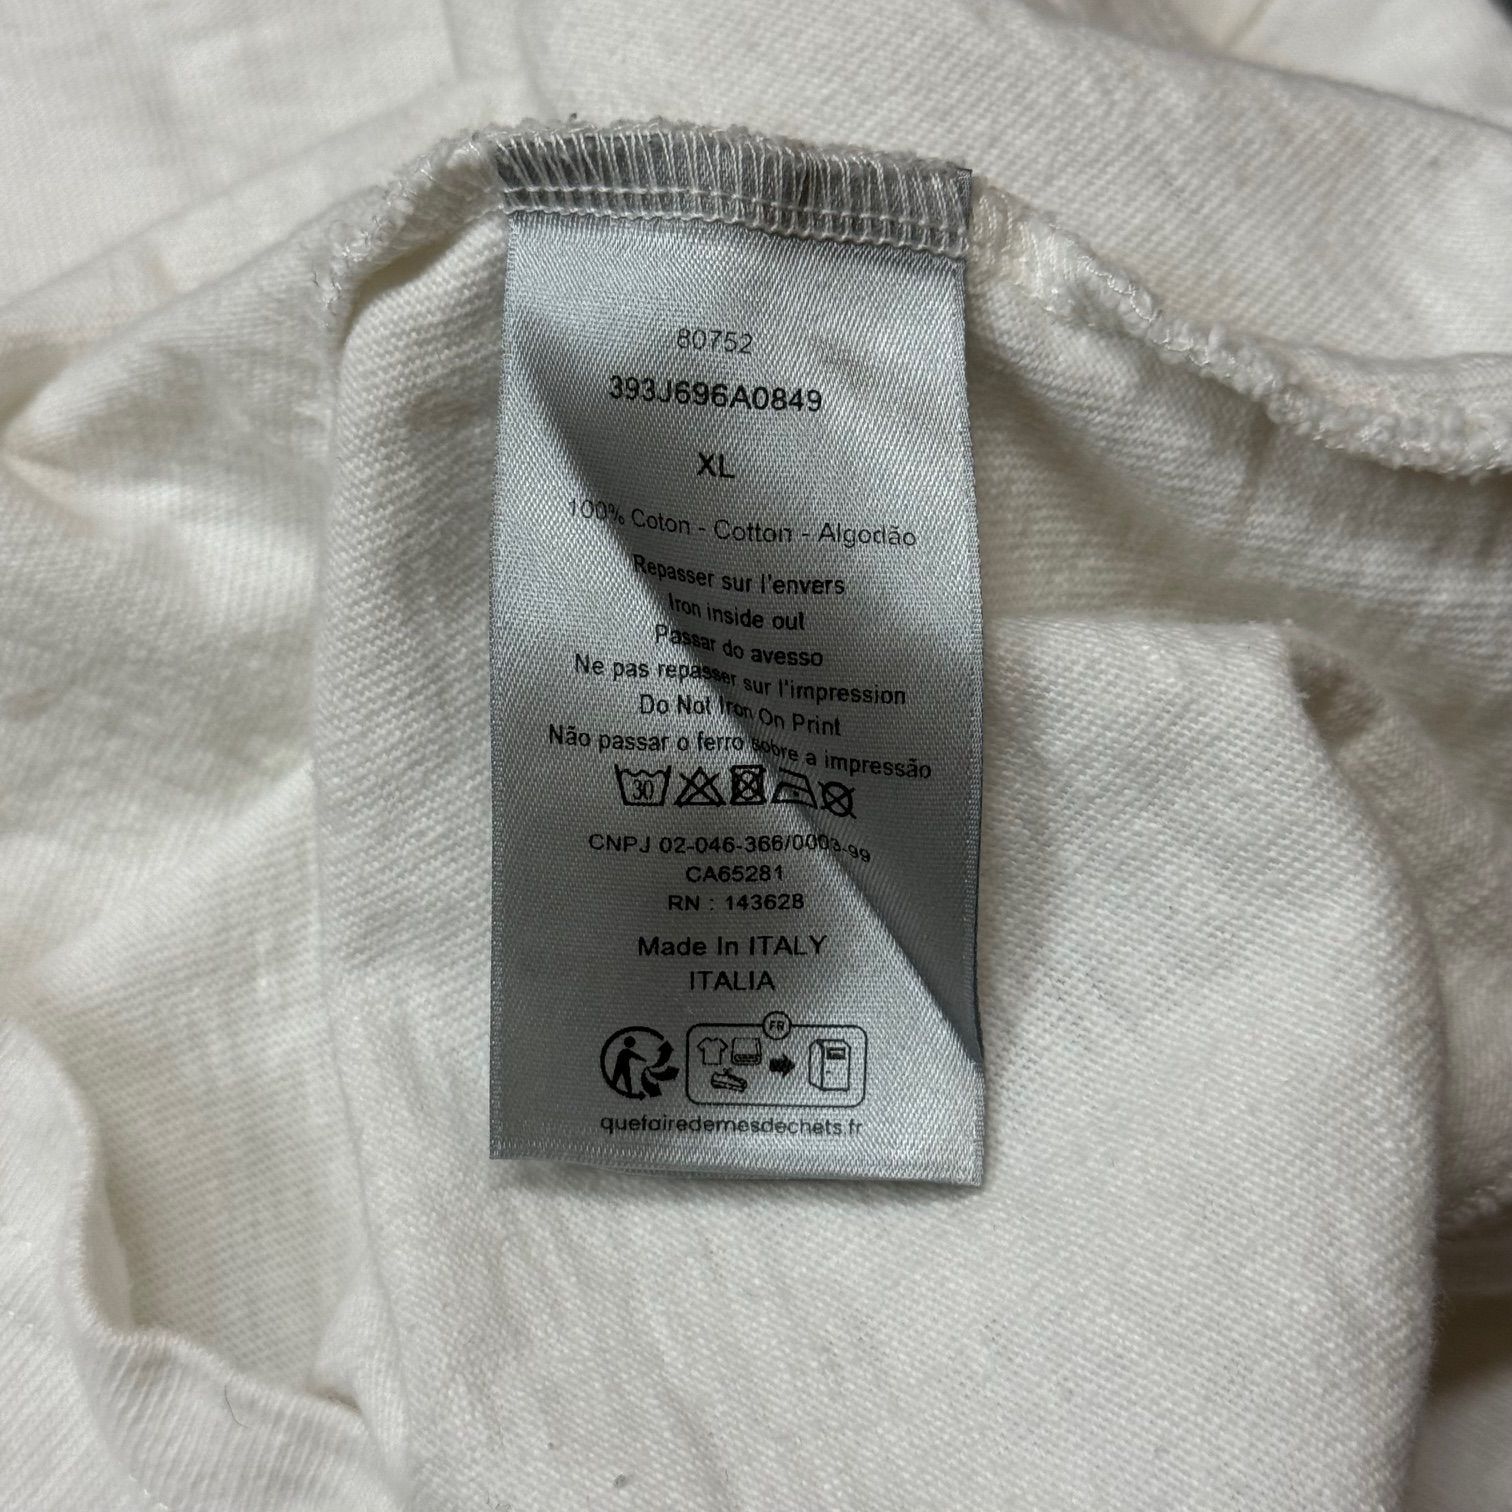 80752
393J696A0849
XL
100% Coton - Cotton - Algodão
Repasser sur l'envers
Iron inside out
Passar do avesso
Ne pas repasser sur l'impression
Do Not Iron On Print
Não passar o ferro sobre a impressão
30
CNPJ 02-046-366/0003-99
CA65281
RN : 143628
Made In ITALY
ITALIA
FR
quefairedemesdechets.fr